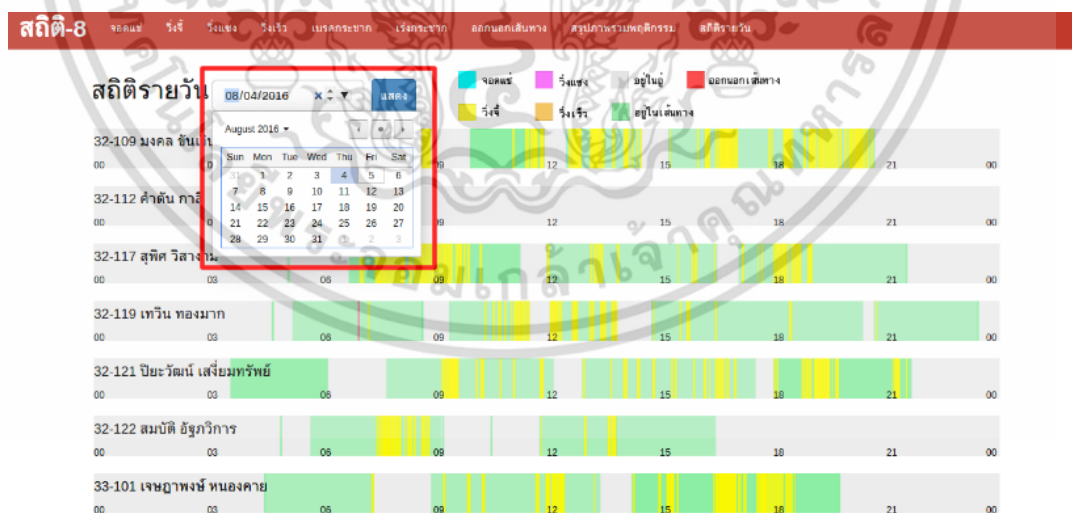 สถิติ-8 จอดแช่ วิ่งจี้ วิ่งแซง วิ่งเร็ว เบรคกระชาก เร่งกระชาก ออกนอกเส้นทาง สรุปภาพรวมพฤติกรรม สถิติรายวัน
สถิติรายวัน 08/04/2016 แสดง
จอดแช่ วิ่งแซง อยู่ในอู่ ออกนอกเส้นทาง
วิ่งจี้ วิ่งเร็ว อยู่ในเส้นทาง
August 2016
Sun Mon Tue Wed Thu Fri Sat
31 1 2 3 4 5 6
7 8 9 10 11 12 13
14 15 16 17 18 19 20
21 22 23 24 25 26 27
28 29 30 31 1 2 3
32-109 มงคล
00 09 12 15 18 21 00
32-112 คำดัน
00 09 12 15 18 21 00
32-117 สุพิศ วิสางาม
00 03 06 09 12 15 18 21 00
32-119 เทวิน ทองมาก
00 03 06 09 12 15 18 21 00
32-121 ปิยะวัฒน์ เสงี่ยมทรัพย์
00 03 06 09 12 15 18 21 00
32-122 สมบัติ อัฐภวิการ
00 03 06 09 12 15 18 21 00
33-101 เจษฎาพงษ์ หนองคาย
00 03 06 09 12 15 18 21 00